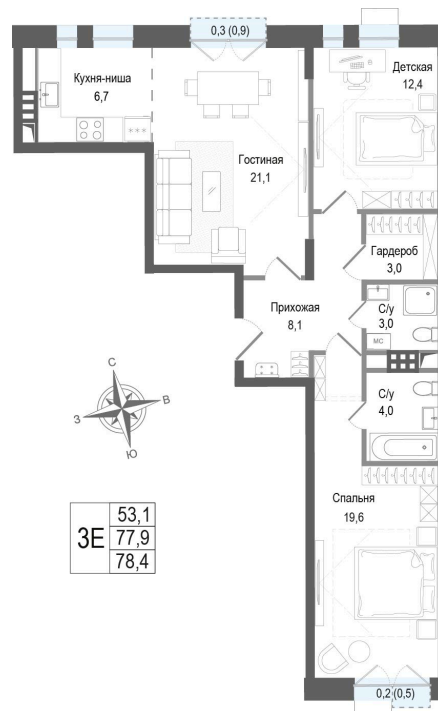 0,3 (0,9)
Кухня-ниша
6,7
Детская
12,4
Гостиная
21,1
Гардероб
3,0
Прихожая
8,1
С/у
3,0
МС
С
В
З
Ю
С/у
4,0
3Е
53,1
77,9
78,4
Спальня
19,6
0,2 (0,5)